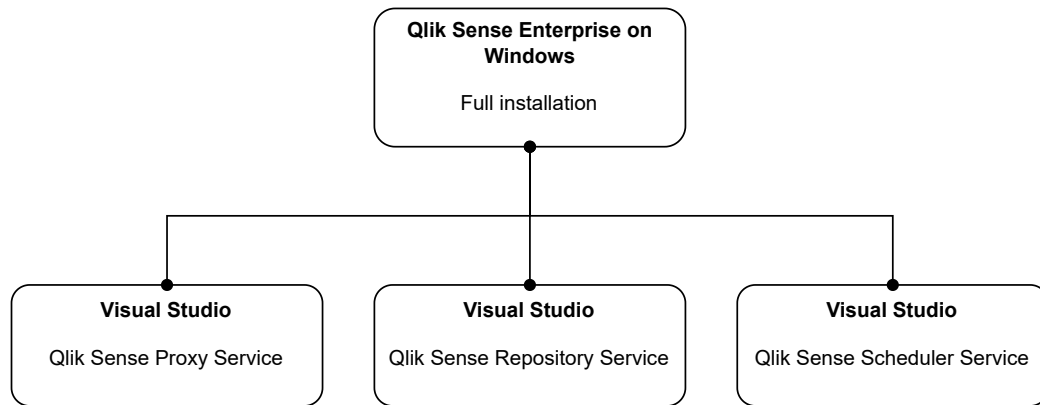 Qlik Sense Enterprise on
Windows
Full installation
Visual Studio
Qlik Sense Proxy Service
Visual Studio
Qlik Sense Repository Service
Visual Studio
Qlik Sense Scheduler Service